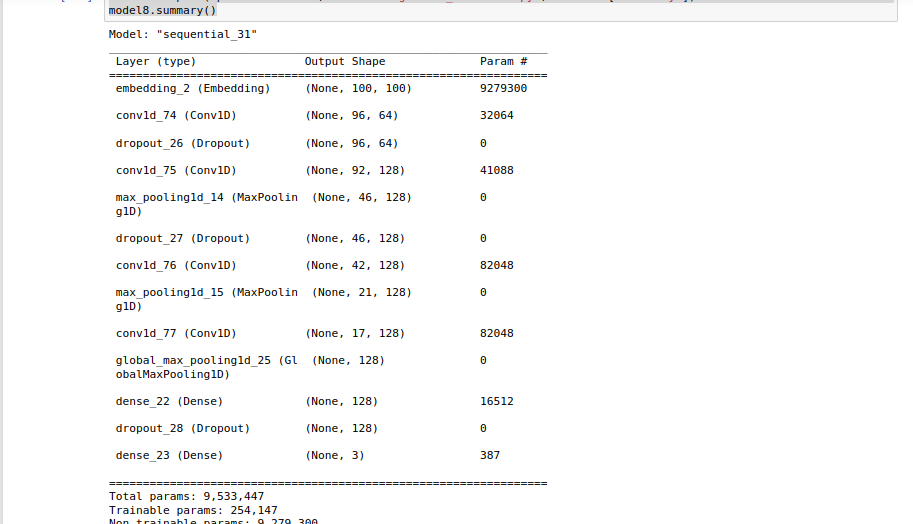 model8.summary()
Model: "sequential_31"
Layer (type) Output Shape Param #
=================================================================
embedding_2 (Embedding) (None, 100, 100) 9279300
conv1d_74 (Conv1D) (None, 96, 64) 32064
dropout_26 (Dropout) (None, 96, 64) 0
conv1d_75 (Conv1D) (None, 92, 128) 41088
max_pooling1d_14 (MaxPoolin (None, 46, 128) 0
g1D)
dropout_27 (Dropout) (None, 46, 128) 0
conv1d_76 (Conv1D) (None, 42, 128) 82048
max_pooling1d_15 (MaxPoolin (None, 21, 128) 0
g1D)
conv1d_77 (Conv1D) (None, 17, 128) 82048
global_max_pooling1d_25 (Gl (None, 128) 0
obalMaxPooling1D)
dense_22 (Dense) (None, 128) 16512
dropout_28 (Dropout) (None, 128) 0
dense_23 (Dense) (None, 3) 387
=================================================================
Total params: 9,533,447
Trainable params: 254,147
Non-trainable params: 9,279,300